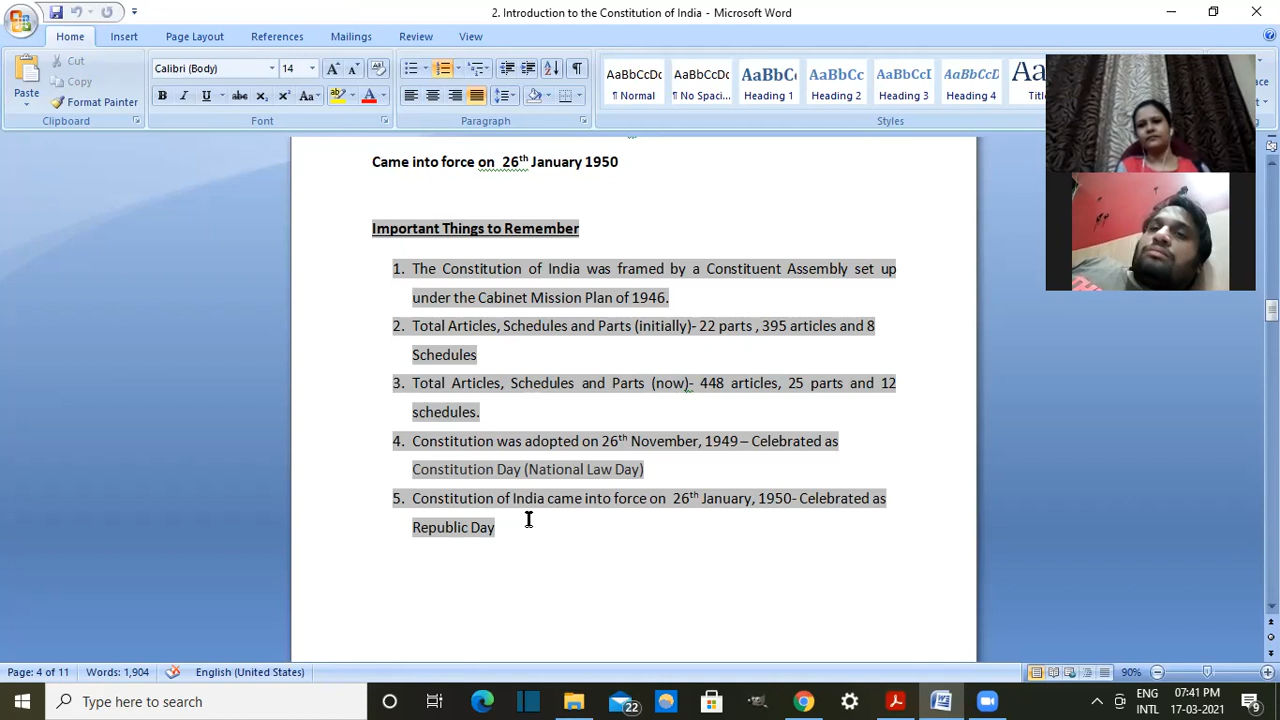 2. Introduction to the Constitution of India - Microsoft Word
Home Insert Page Layout References Mailings Review View
Paste
Cut
Copy
Format Painter
Clipboard
Calibri (Body) 14
Font
Paragraph
AaBbCcDc AaBbCcDc AaBbC AaBbCc AaBbCcI AaBbCcD Aa
¶ Normal ¶ No Spaci... Heading 1 Heading 2 Heading 3 Heading 4 Titl
Styles
Came into force on 26th January 1950
Important Things to Remember
1. The Constitution of India was framed by a Constituent Assembly set up
under the Cabinet Mission Plan of 1946.
2. Total Articles, Schedules and Parts (initially)- 22 parts , 395 articles and 8
Schedules
3. Total Articles, Schedules and Parts (now)- 448 articles, 25 parts and 12
schedules.
4. Constitution was adopted on 26th November, 1949 – Celebrated as
Constitution Day (National Law Day)
5. Constitution of India came into force on 26th January, 1950- Celebrated as
Republic Day
Page: 4 of 11 Words: 1,904 English (United States) 90%
Type here to search
22
ENG
INTL
07:41 PM
17-03-2021
9